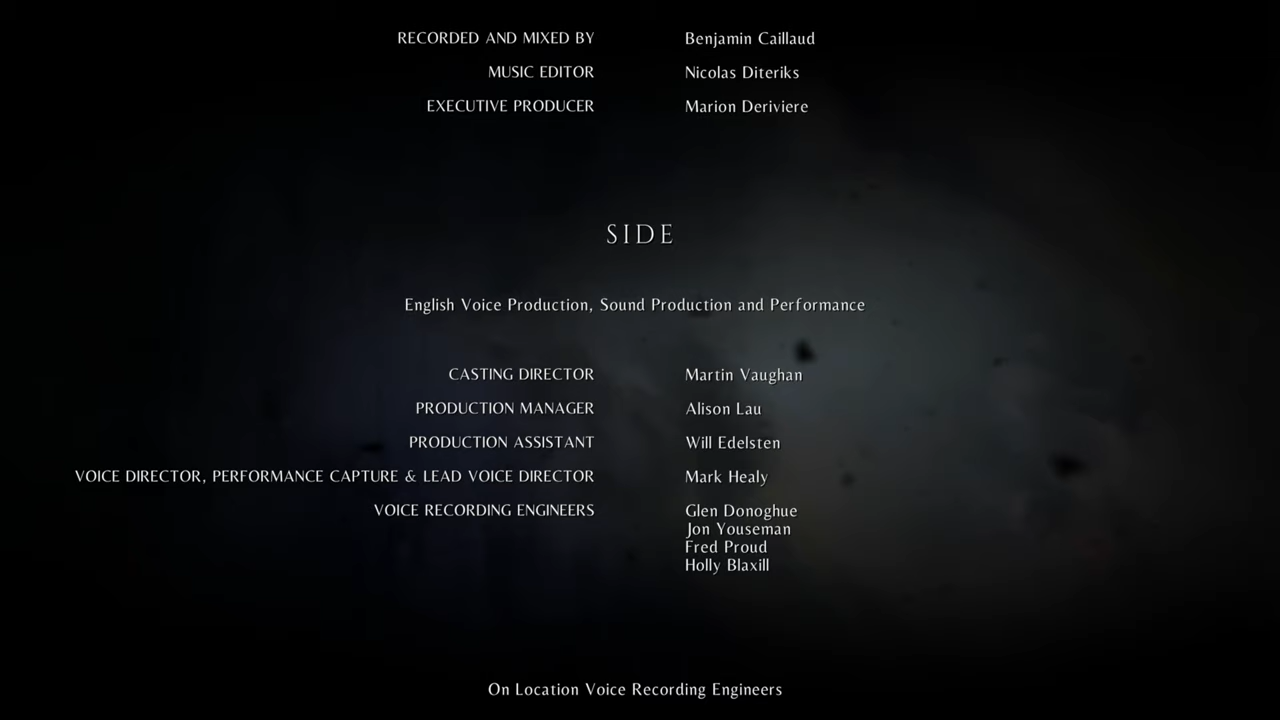 RECORDED AND MIXED BY Benjamin Caillaud
MUSIC EDITOR Nicolas Diteriks
EXECUTIVE PRODUCER Marion Deriviere
SIDE
English Voice Production, Sound Production and Performance
CASTING DIRECTOR Martin Vaughan
PRODUCTION MANAGER Alison Lau
PRODUCTION ASSISTANT Will Edelsten
VOICE DIRECTOR, PERFORMANCE CAPTURE & LEAD VOICE DIRECTOR Mark Healy
VOICE RECORDING ENGINEERS Glen Donoghue
Jon Youseman
Fred Proud
Holly Blaxill
On Location Voice Recording Engineers